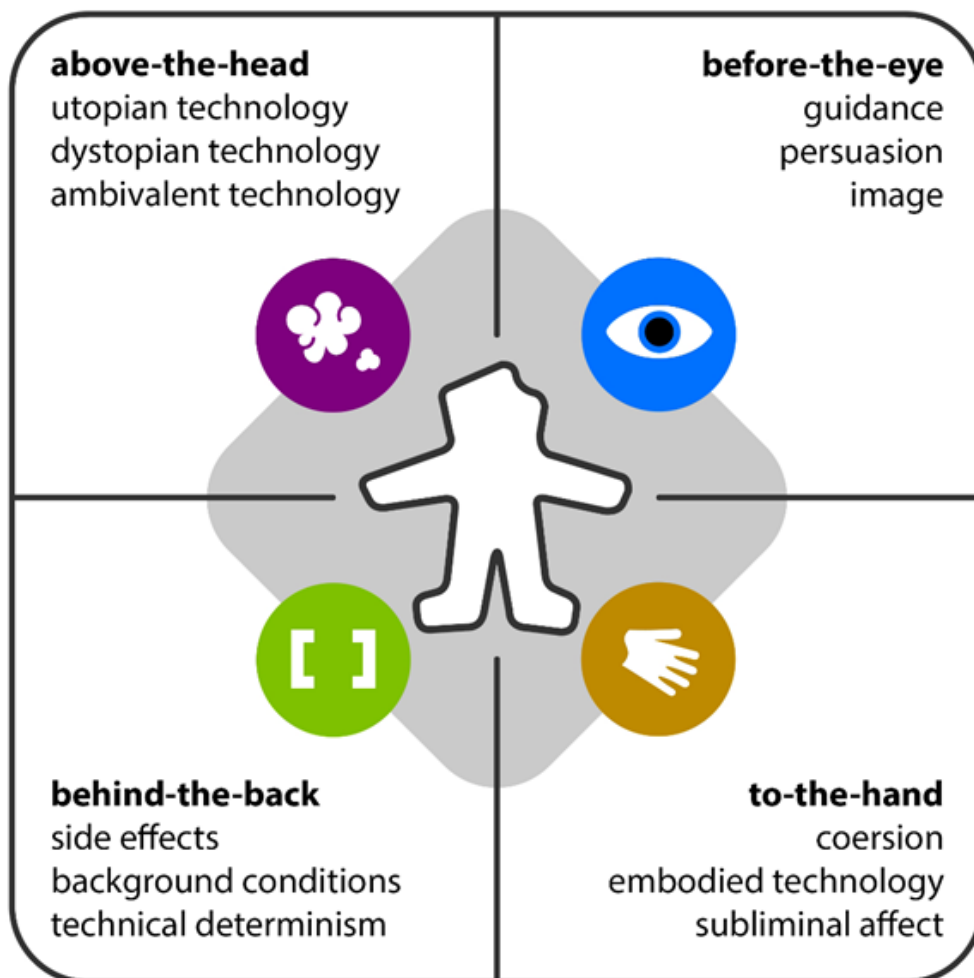 above-the-head
utopian technology
dystopian technology
ambivalent technology
before-the-eye
guidance
persuasion
image
[ ]
behind-the-back
side effects
background conditions
technical determinism
to-the-hand
coersion
embodied technology
subliminal affect